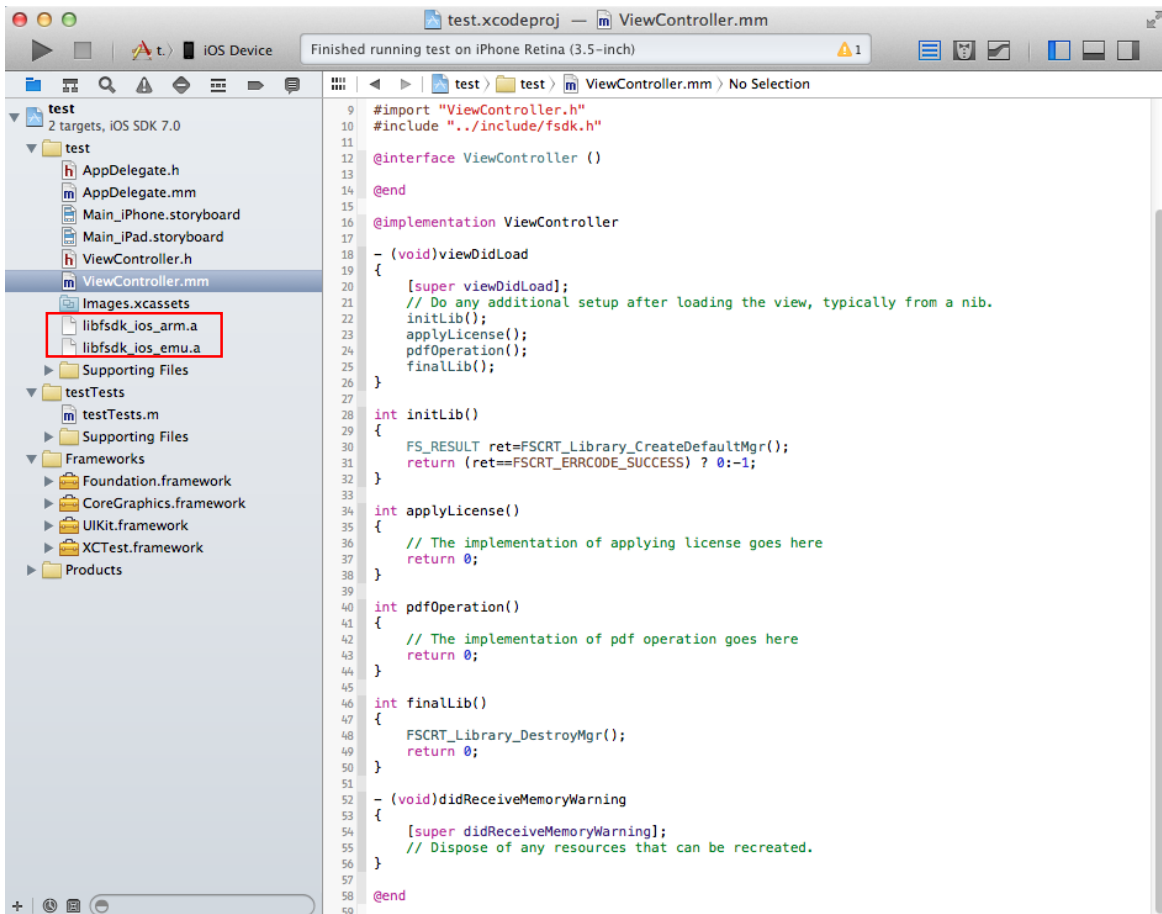 test.xcodeproj — ViewController.mm
t. iOS Device
Finished running test on iPhone Retina (3.5-inch)
1
test
2 targets, iOS SDK 7.0
test
AppDelegate.h
AppDelegate.mm
Main_iPhone.storyboard
Main_iPad.storyboard
ViewController.h
ViewController.mm
Images.xcassets
libfsdk_ios_arm.a
libfsdk_ios_emu.a
Supporting Files
testTests
testTests.m
Supporting Files
Frameworks
Foundation.framework
CoreGraphics.framework
UIKit.framework
XCTest.framework
Products
test 〉 test 〉 ViewController.mm 〉 No Selection
9 #import "ViewController.h"
10 #include "../include/fsdk.h"
11
12 @interface ViewController ()
13
14 @end
15
16 @implementation ViewController
17
18 - (void)viewDidLoad
19 {
20     [super viewDidLoad];
21     // Do any additional setup after loading the view, typically from a nib.
22     initLib();
23     applyLicense();
24     pdfOperation();
25     finalLib();
26 }
27
28 int initLib()
29 {
30     FS_RESULT ret=FSCRT_Library_CreateDefaultMgr();
31     return (ret==FSCRT_ERRCODE_SUCCESS) ? 0:-1;
32 }
33
34 int applyLicense()
35 {
36     // The implementation of applying license goes here
37     return 0;
38 }
39
40 int pdfOperation()
41 {
42     // The implementation of pdf operation goes here
43     return 0;
44 }
45
46 int finalLib()
47 {
48     FSCRT_Library_DestroyMgr();
49     return 0;
50 }
51
52 - (void)didReceiveMemoryWarning
53 {
54     [super didReceiveMemoryWarning];
55     // Dispose of any resources that can be recreated.
56 }
57
58 @end
59